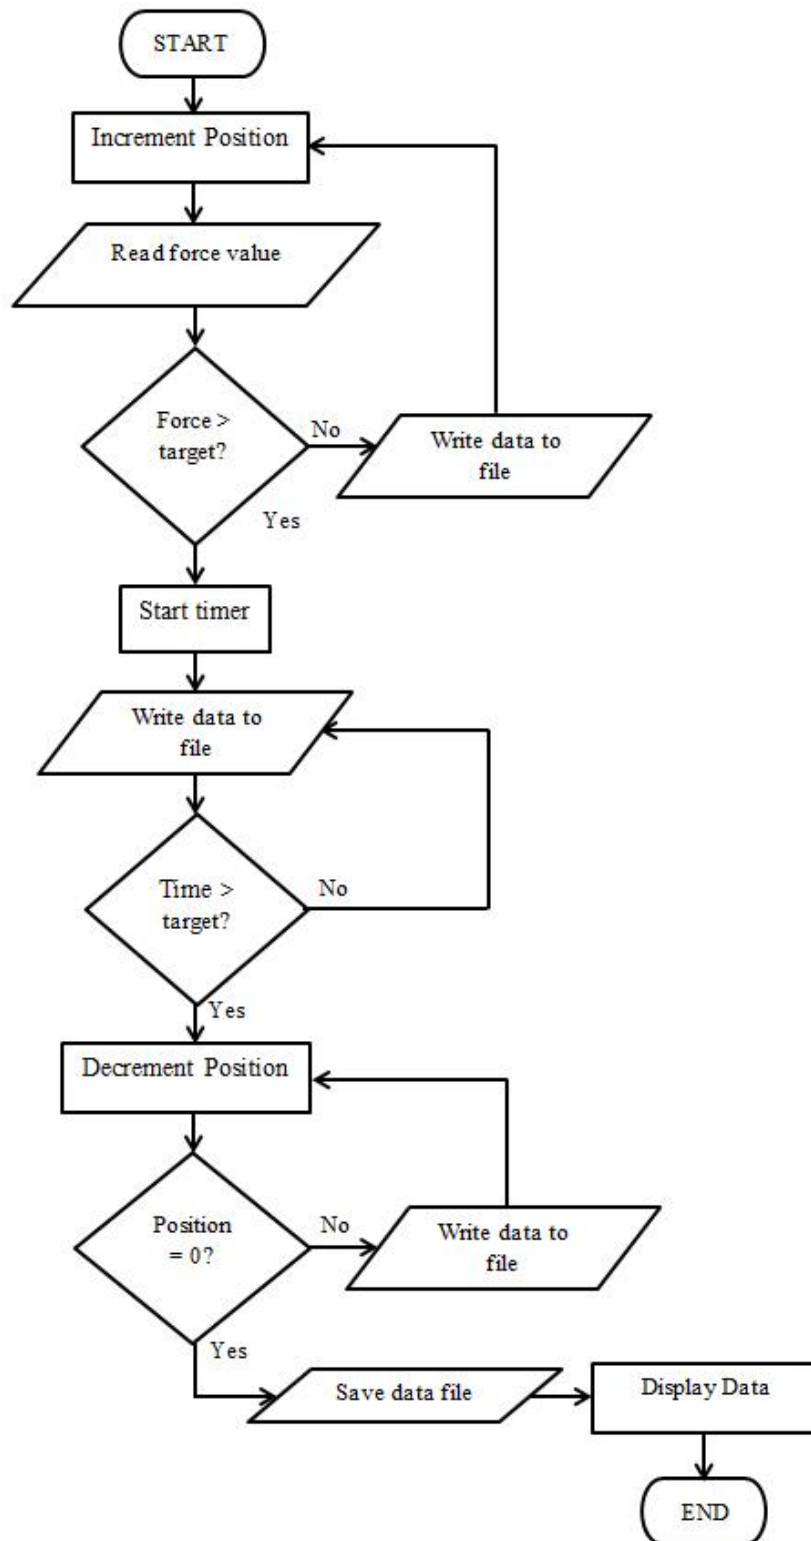 START
Increment Position
Read force value
Force >
target?
No
Write data to
file
Yes
Start timer
Write data to
file
Time >
target?
No
Yes
Decrement Position
Position
= 0?
No
Write data to
file
Yes
Save data file
Display Data
END